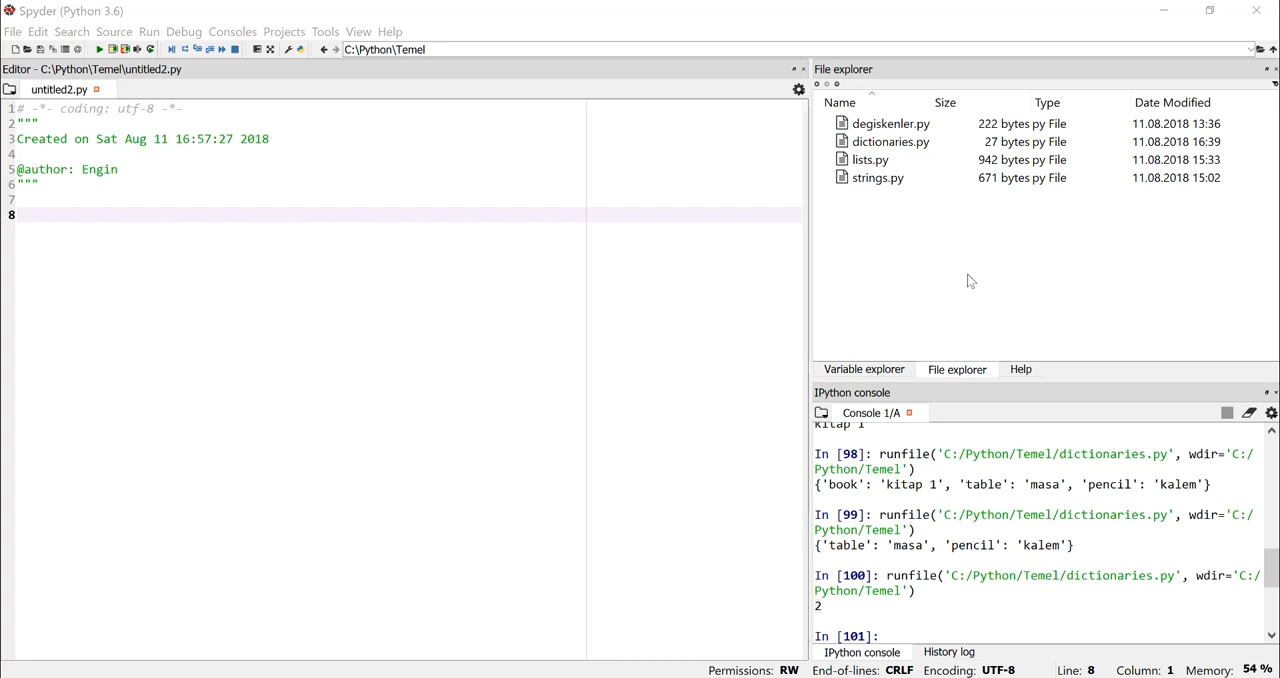 Spyder (Python 3.6)
File Edit Search Source Run Debug Consoles Projects Tools View Help
C:\Python\Temel
Editor - C:\Python\Temel\untitled2.py
untitled2.py
1 # -*- coding: utf-8 -*-
2 """
3 Created on Sat Aug 11 16:57:27 2018
4
5 @author: Engin
6 """
7
8
File explorer
Name Size Type Date Modified
degiskenler.py 222 bytes py File 11.08.2018 13:36
dictionaries.py 27 bytes py File 11.08.2018 16:39
lists.py 942 bytes py File 11.08.2018 15:33
strings.py 671 bytes py File 11.08.2018 15:02
Variable explorer File explorer Help
IPython console
Console 1/A
kitap 1
In [98]: runfile('C:/Python/Temel/dictionaries.py', wdir='C:/
Python/Temel')
{'book': 'kitap 1', 'table': 'masa', 'pencil': 'kalem'}
In [99]: runfile('C:/Python/Temel/dictionaries.py', wdir='C:/
Python/Temel')
{'table': 'masa', 'pencil': 'kalem'}
In [100]: runfile('C:/Python/Temel/dictionaries.py', wdir='C:/
Python/Temel')
2
In [101]:
IPython console History log
Permissions: RW End-of-lines: CRLF Encoding: UTF-8 Line: 8 Column: 1 Memory: 54 %